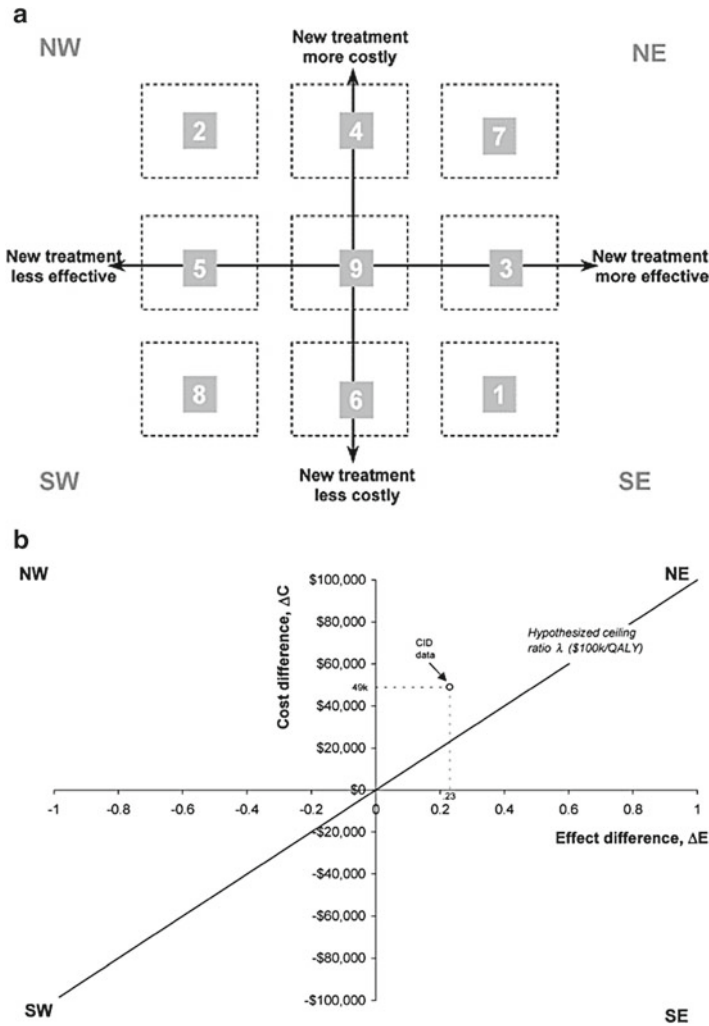 a
NW
New treatment
more costly
NE
2
4
7
New treatment
less effective
5
9
3
New treatment
more effective
8
6
1
SW
New treatment
less costly
SE
b
NW
NE
Cost difference, ΔC
$100,000
$80,000
$60,000
49k
$40,000
$20,000
$0
-$20,000
-$40,000
-$60,000
-$80,000
-$100,000
CID
data
Hypothesized ceiling
ratio λ ($100k/QALY)
-1
-0.8
-0.6
-0.4
-0.2
0
0.2
.23
0.4
0.6
0.8
1
Effect difference, ΔE
SW
SE